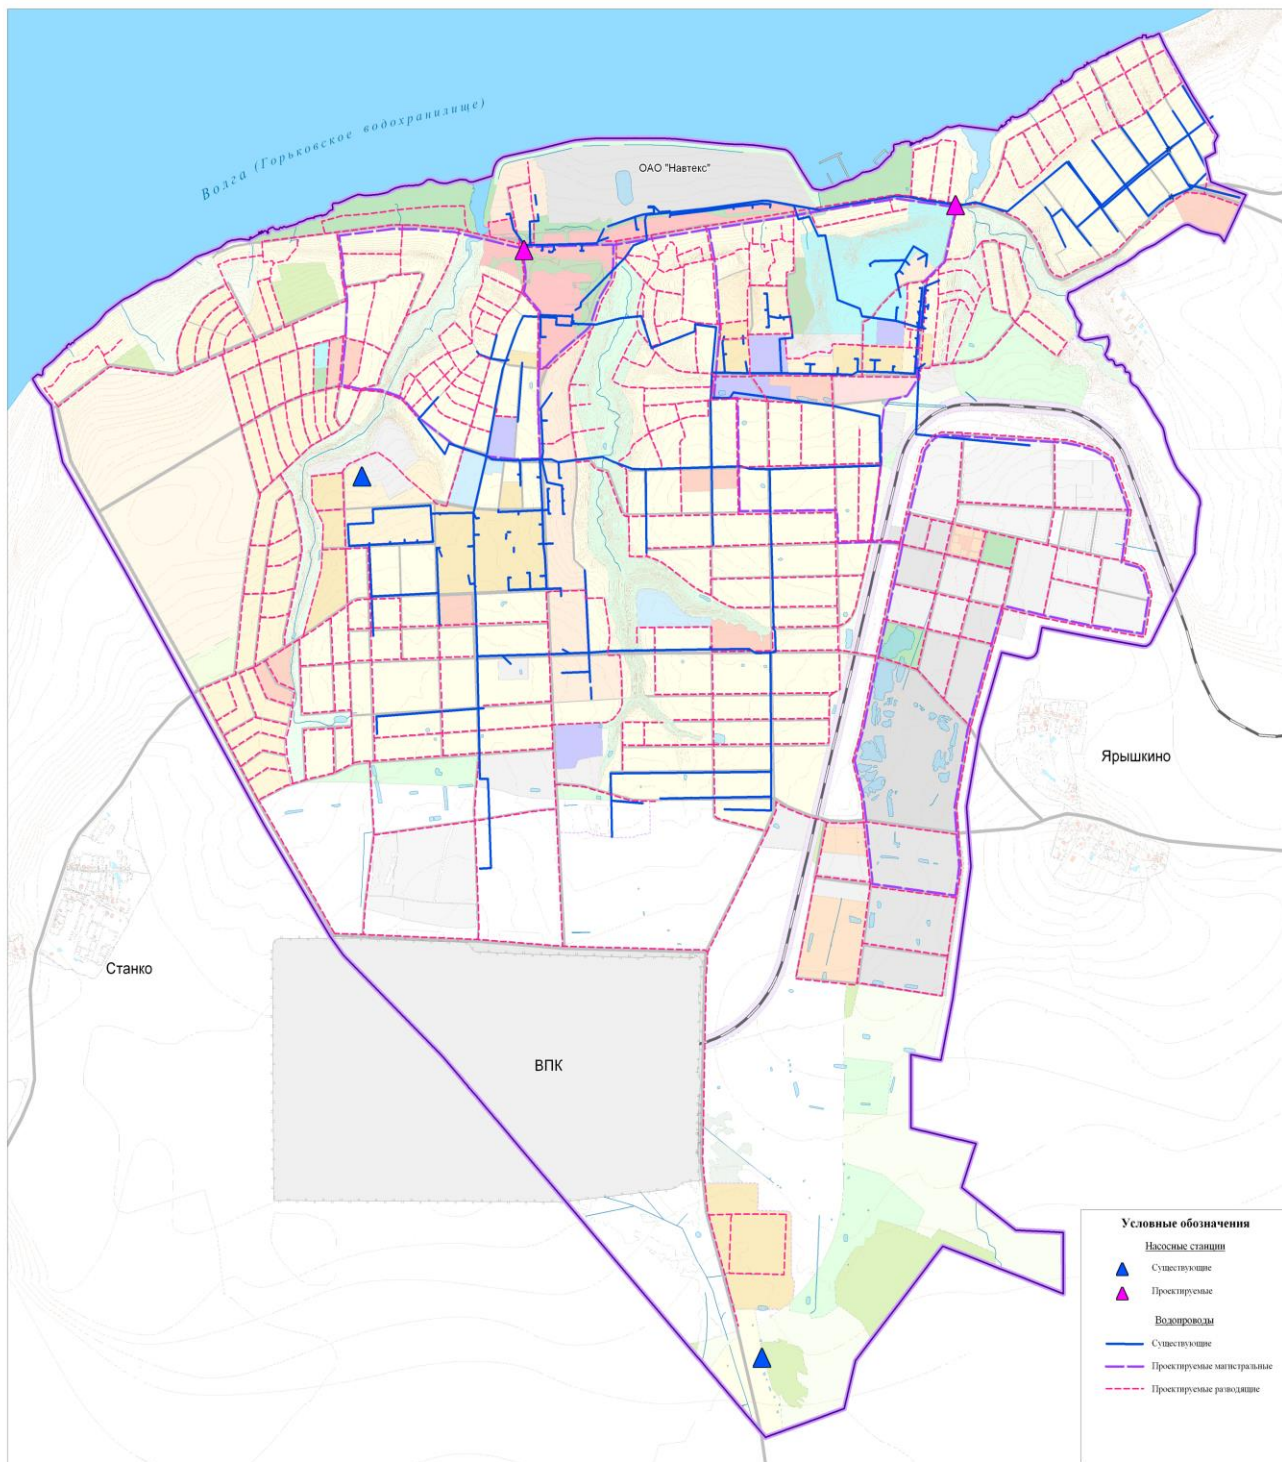 Волга (Горьковское водохранилище)
ОАО "Навтекс"
Ярышкино
Станко
ВПК
Условные обозначения
Насосные станции
Существующие
Проектируемые
Водопроводы
Существующие
Проектируемые магистральные
Проектируемые разводящие